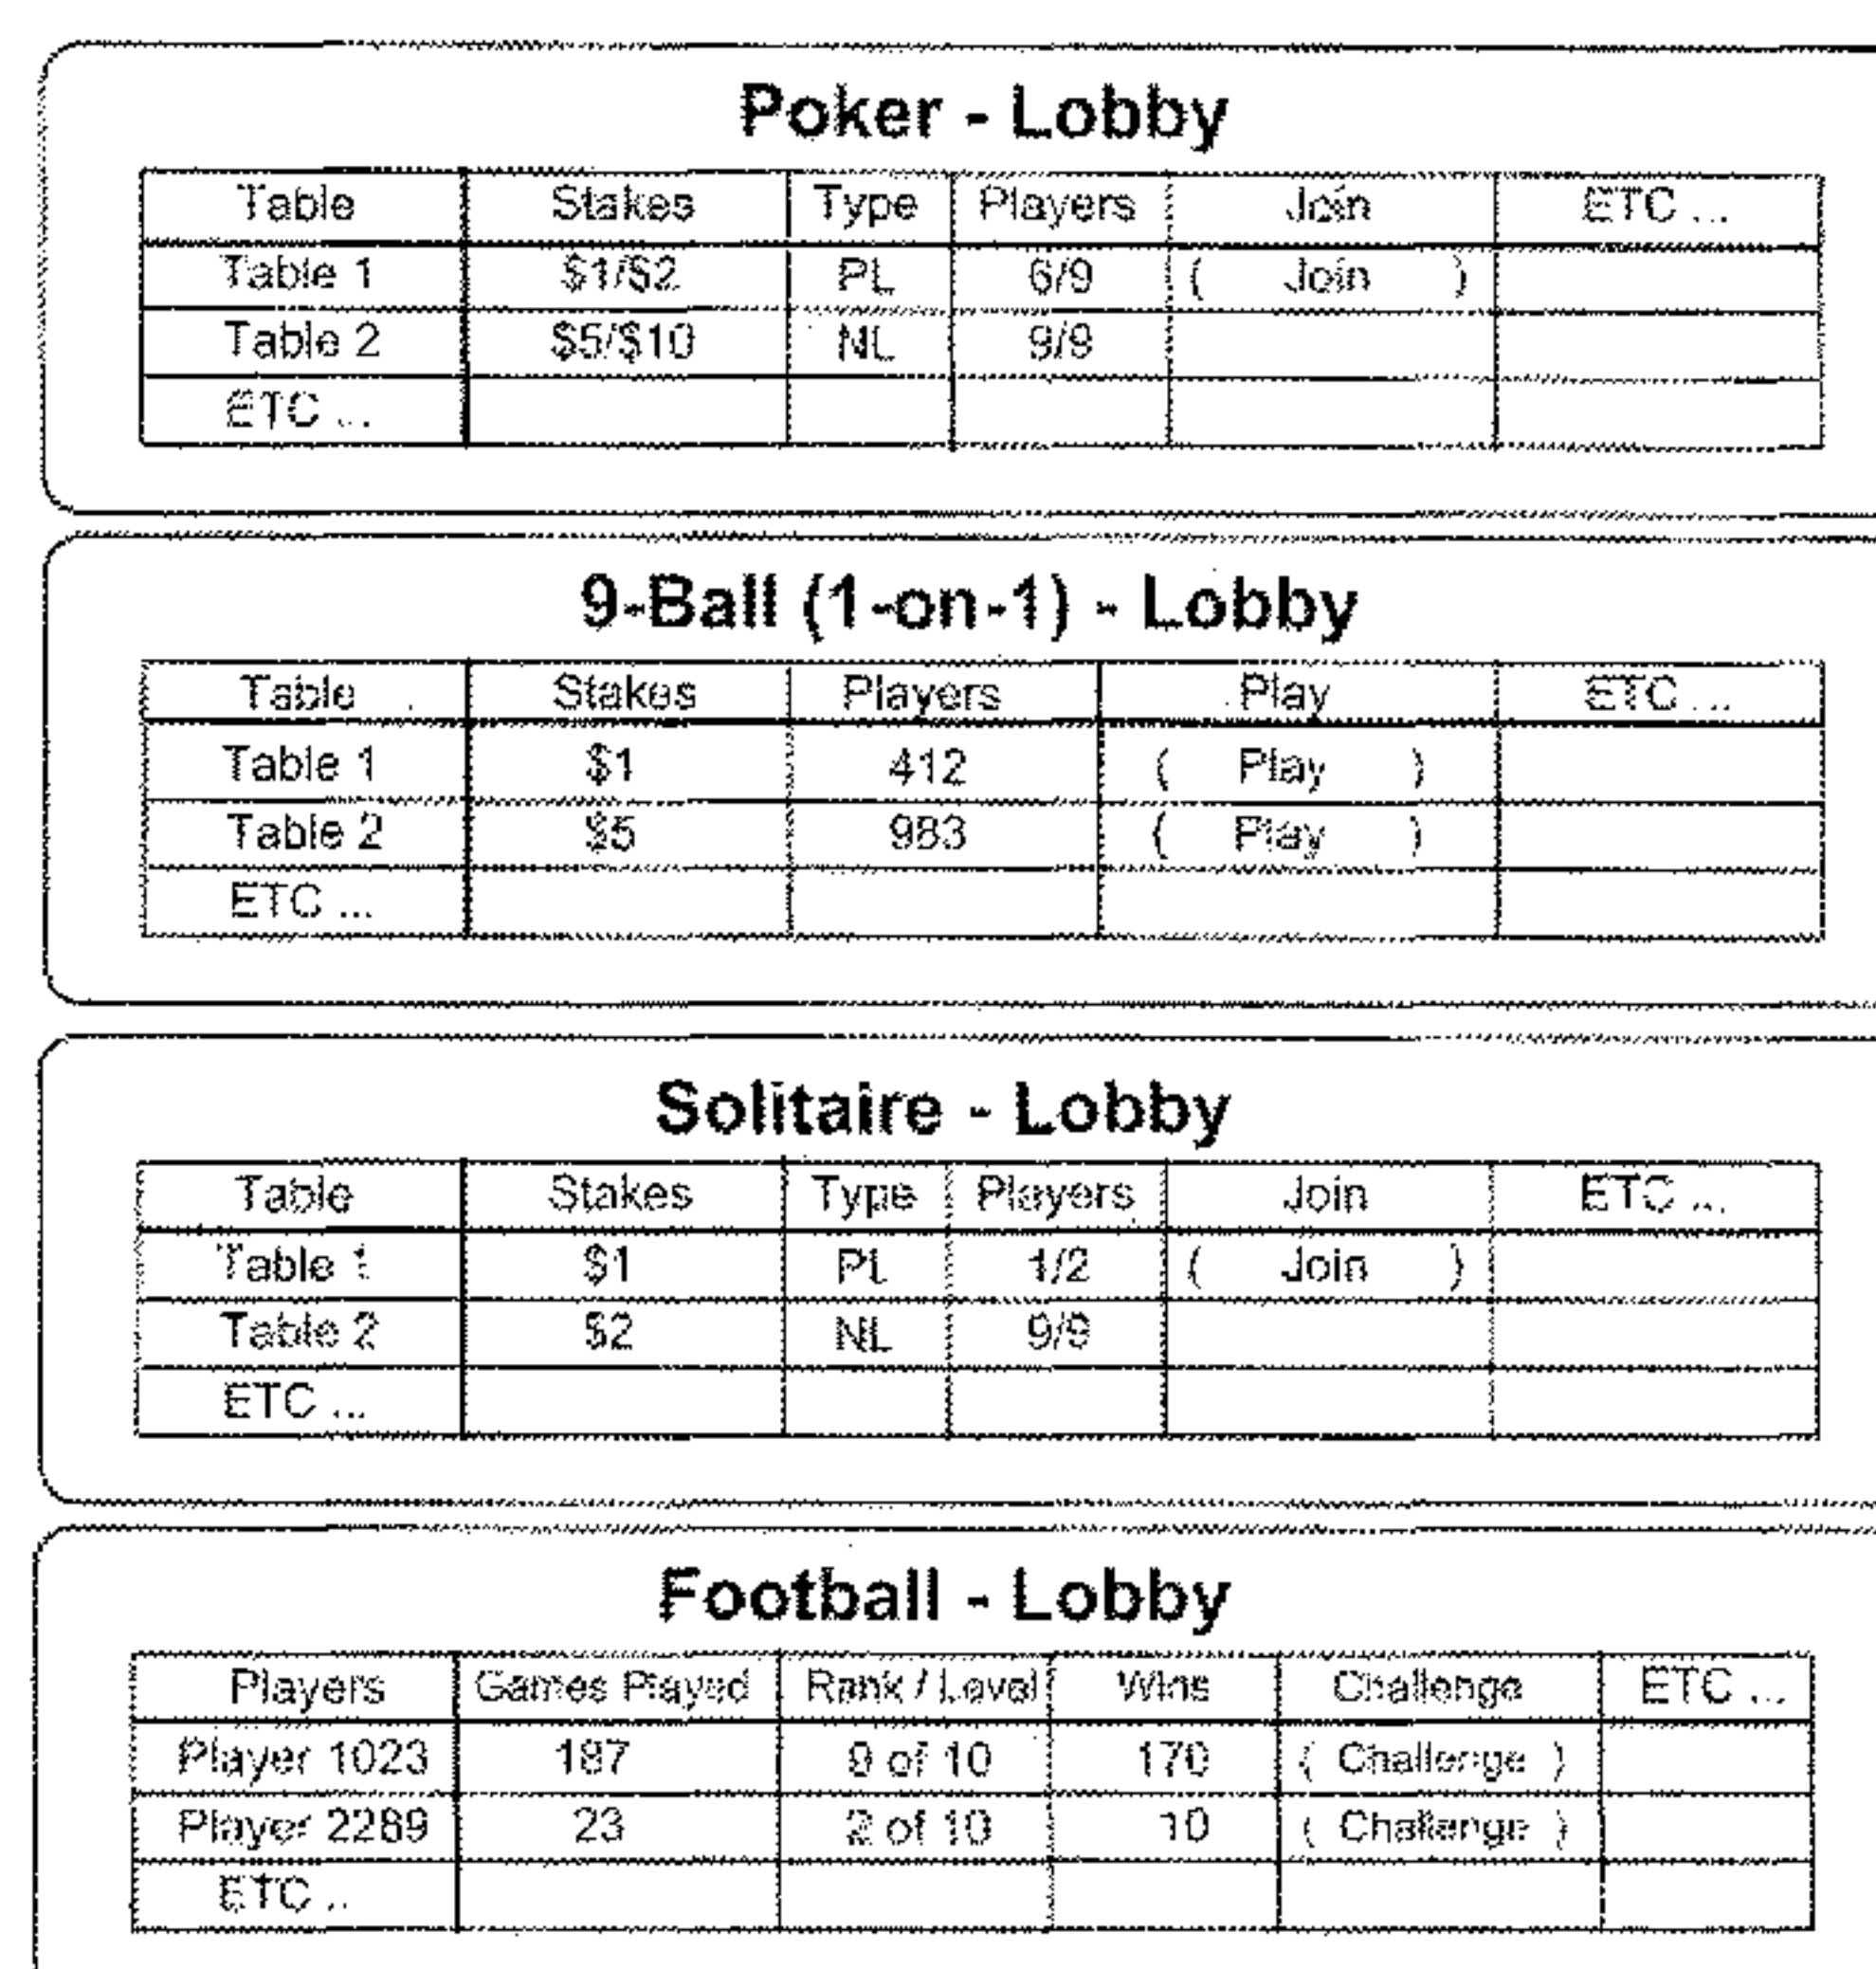 Poker - Lobby
Table Stakes Type Players Join ETC ...
Table 1 $1/$2 PL 6/9 ( Join )
Table 2 $5/$10 NL 9/9
ETC ...
9-Ball (1-on-1) - Lobby
Table Stakes Players Play ETC ...
Table 1 $1 412 ( Play )
Table 2 $5 983 ( Play )
ETC ...
Solitaire - Lobby
Table Stakes Type Players Join ETC ...
Table 1 $1 PL 1/2 ( Join )
Table 2 $2 NL 9/9
ETC ...
Football - Lobby
Players Games Played Rank / Level Wins Challenge ETC ...
Player 1023 187 9 of 10 170 ( Challenge )
Player 2289 23 2 of 10 10 ( Challenge )
ETC ..